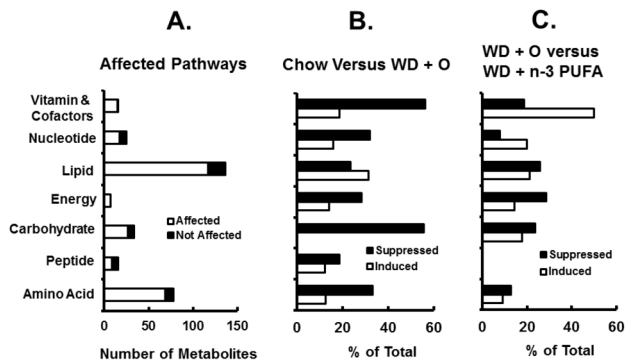 A.
B.
C.
Affected Pathways
Chow Versus WD + O
WD + O versus
WD + n-3 PUFA
Vitamin &
Cofactors
Nucleotide
Lipid
Energy
Carbohydrate
Peptide
Amino Acid
Affected
Not Affected
Suppressed
Induced
Suppressed
Induced
0 50 100 150
0 20 40 60
0 20 40 60
Number of Metabolites
% of Total
% of Total